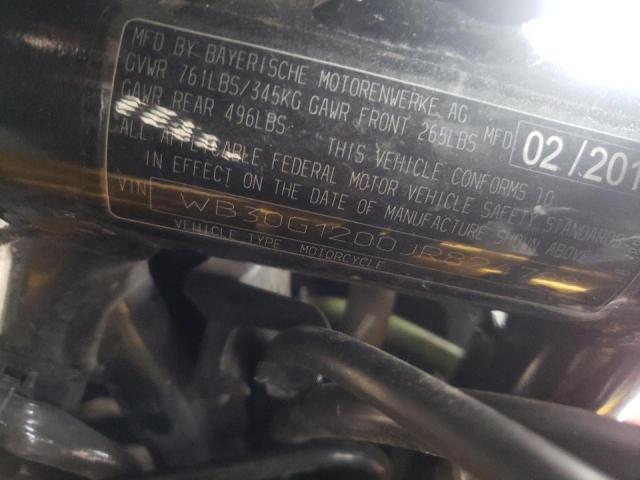 MFD BY BAYERISCHE MOTORENWERKE AG
GVWR 761LBS/345KG GAWR FRONT 265LBS MFD 02/201
GAWR REAR 496LBS THIS VEHICLE CONFORMS TO
ALL APPLICABLE FEDERAL MOTOR VEHICLE SAFETY STANDARDS
IN EFFECT ON THE DATE OF MANUFACTURE SHOWN ABOVE
VIN
VEHICLE TYPE MOTORCYCLE